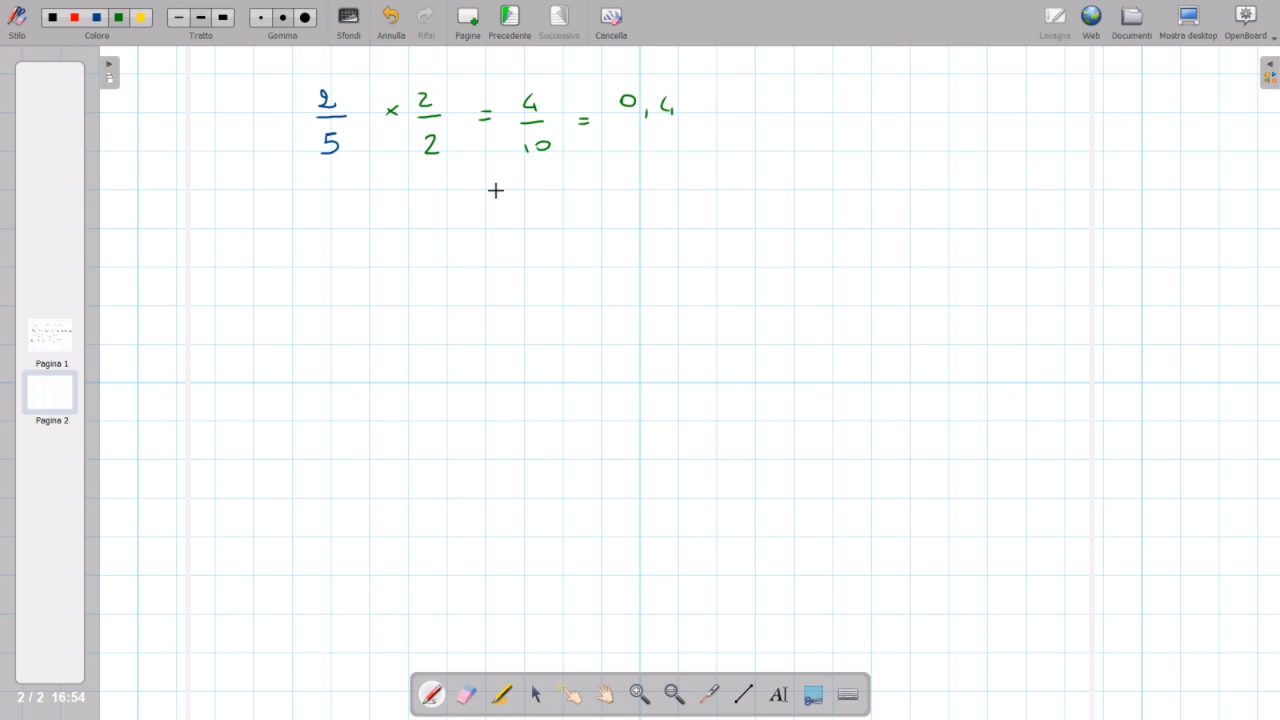 Stilo Colore Tratto Gomma Sfondi Annulla Rifai Pagine Precedente Successivo Cancella Lavagna Web Documenti Mostra desktop OpenBoard
2/5 × 2/2 = 4/10 = 0,4
Pagina 1
Pagina 2
2 / 2 16:54
AI